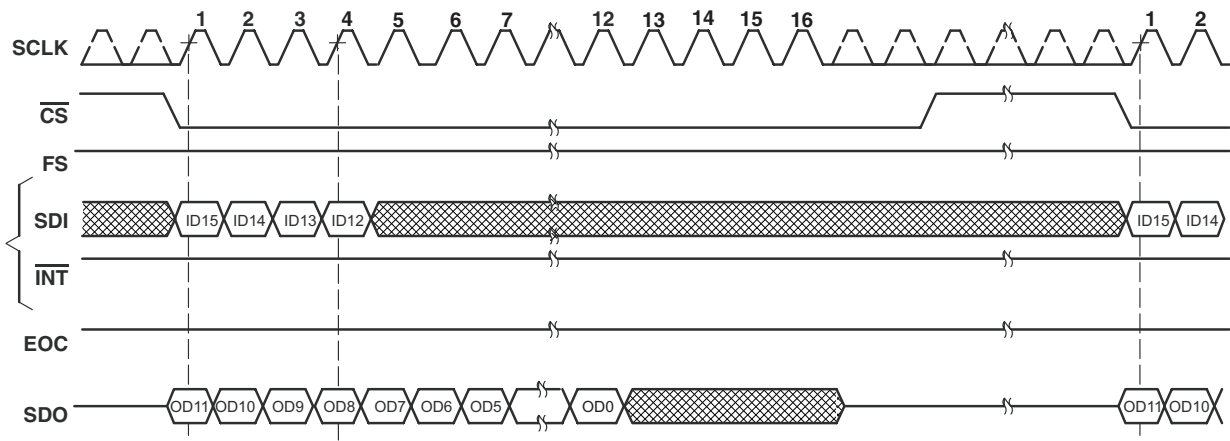 1 2 3 4 5 6 7 12 13 14 15 16 1 2
SCLK
CS
FS
SDI ID15 ID14 ID13 ID12 ID15 ID14
INT
EOC
SDO OD11 OD10 OD9 OD8 OD7 OD6 OD5 OD0 OD11 OD10